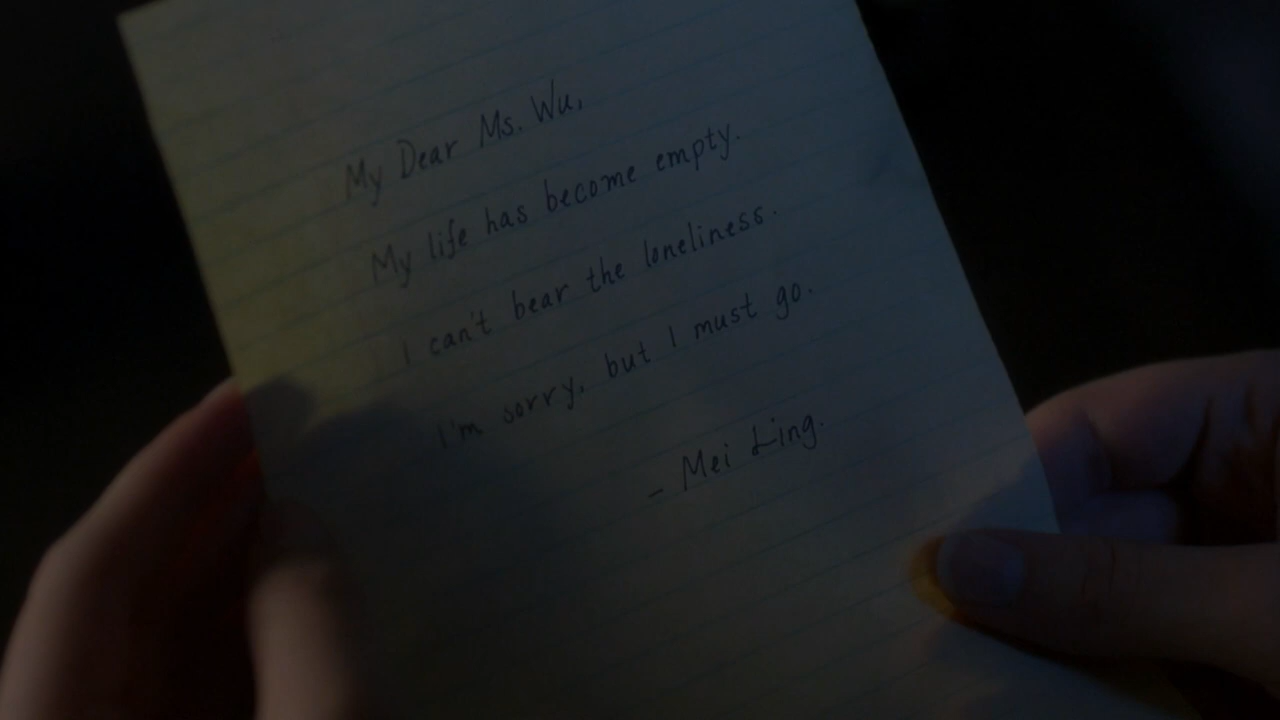 My Dear Ms. Wu,
My life has become empty.
I can't bear the loneliness.
I'm sorry, but I must go.
- Mei Ling.